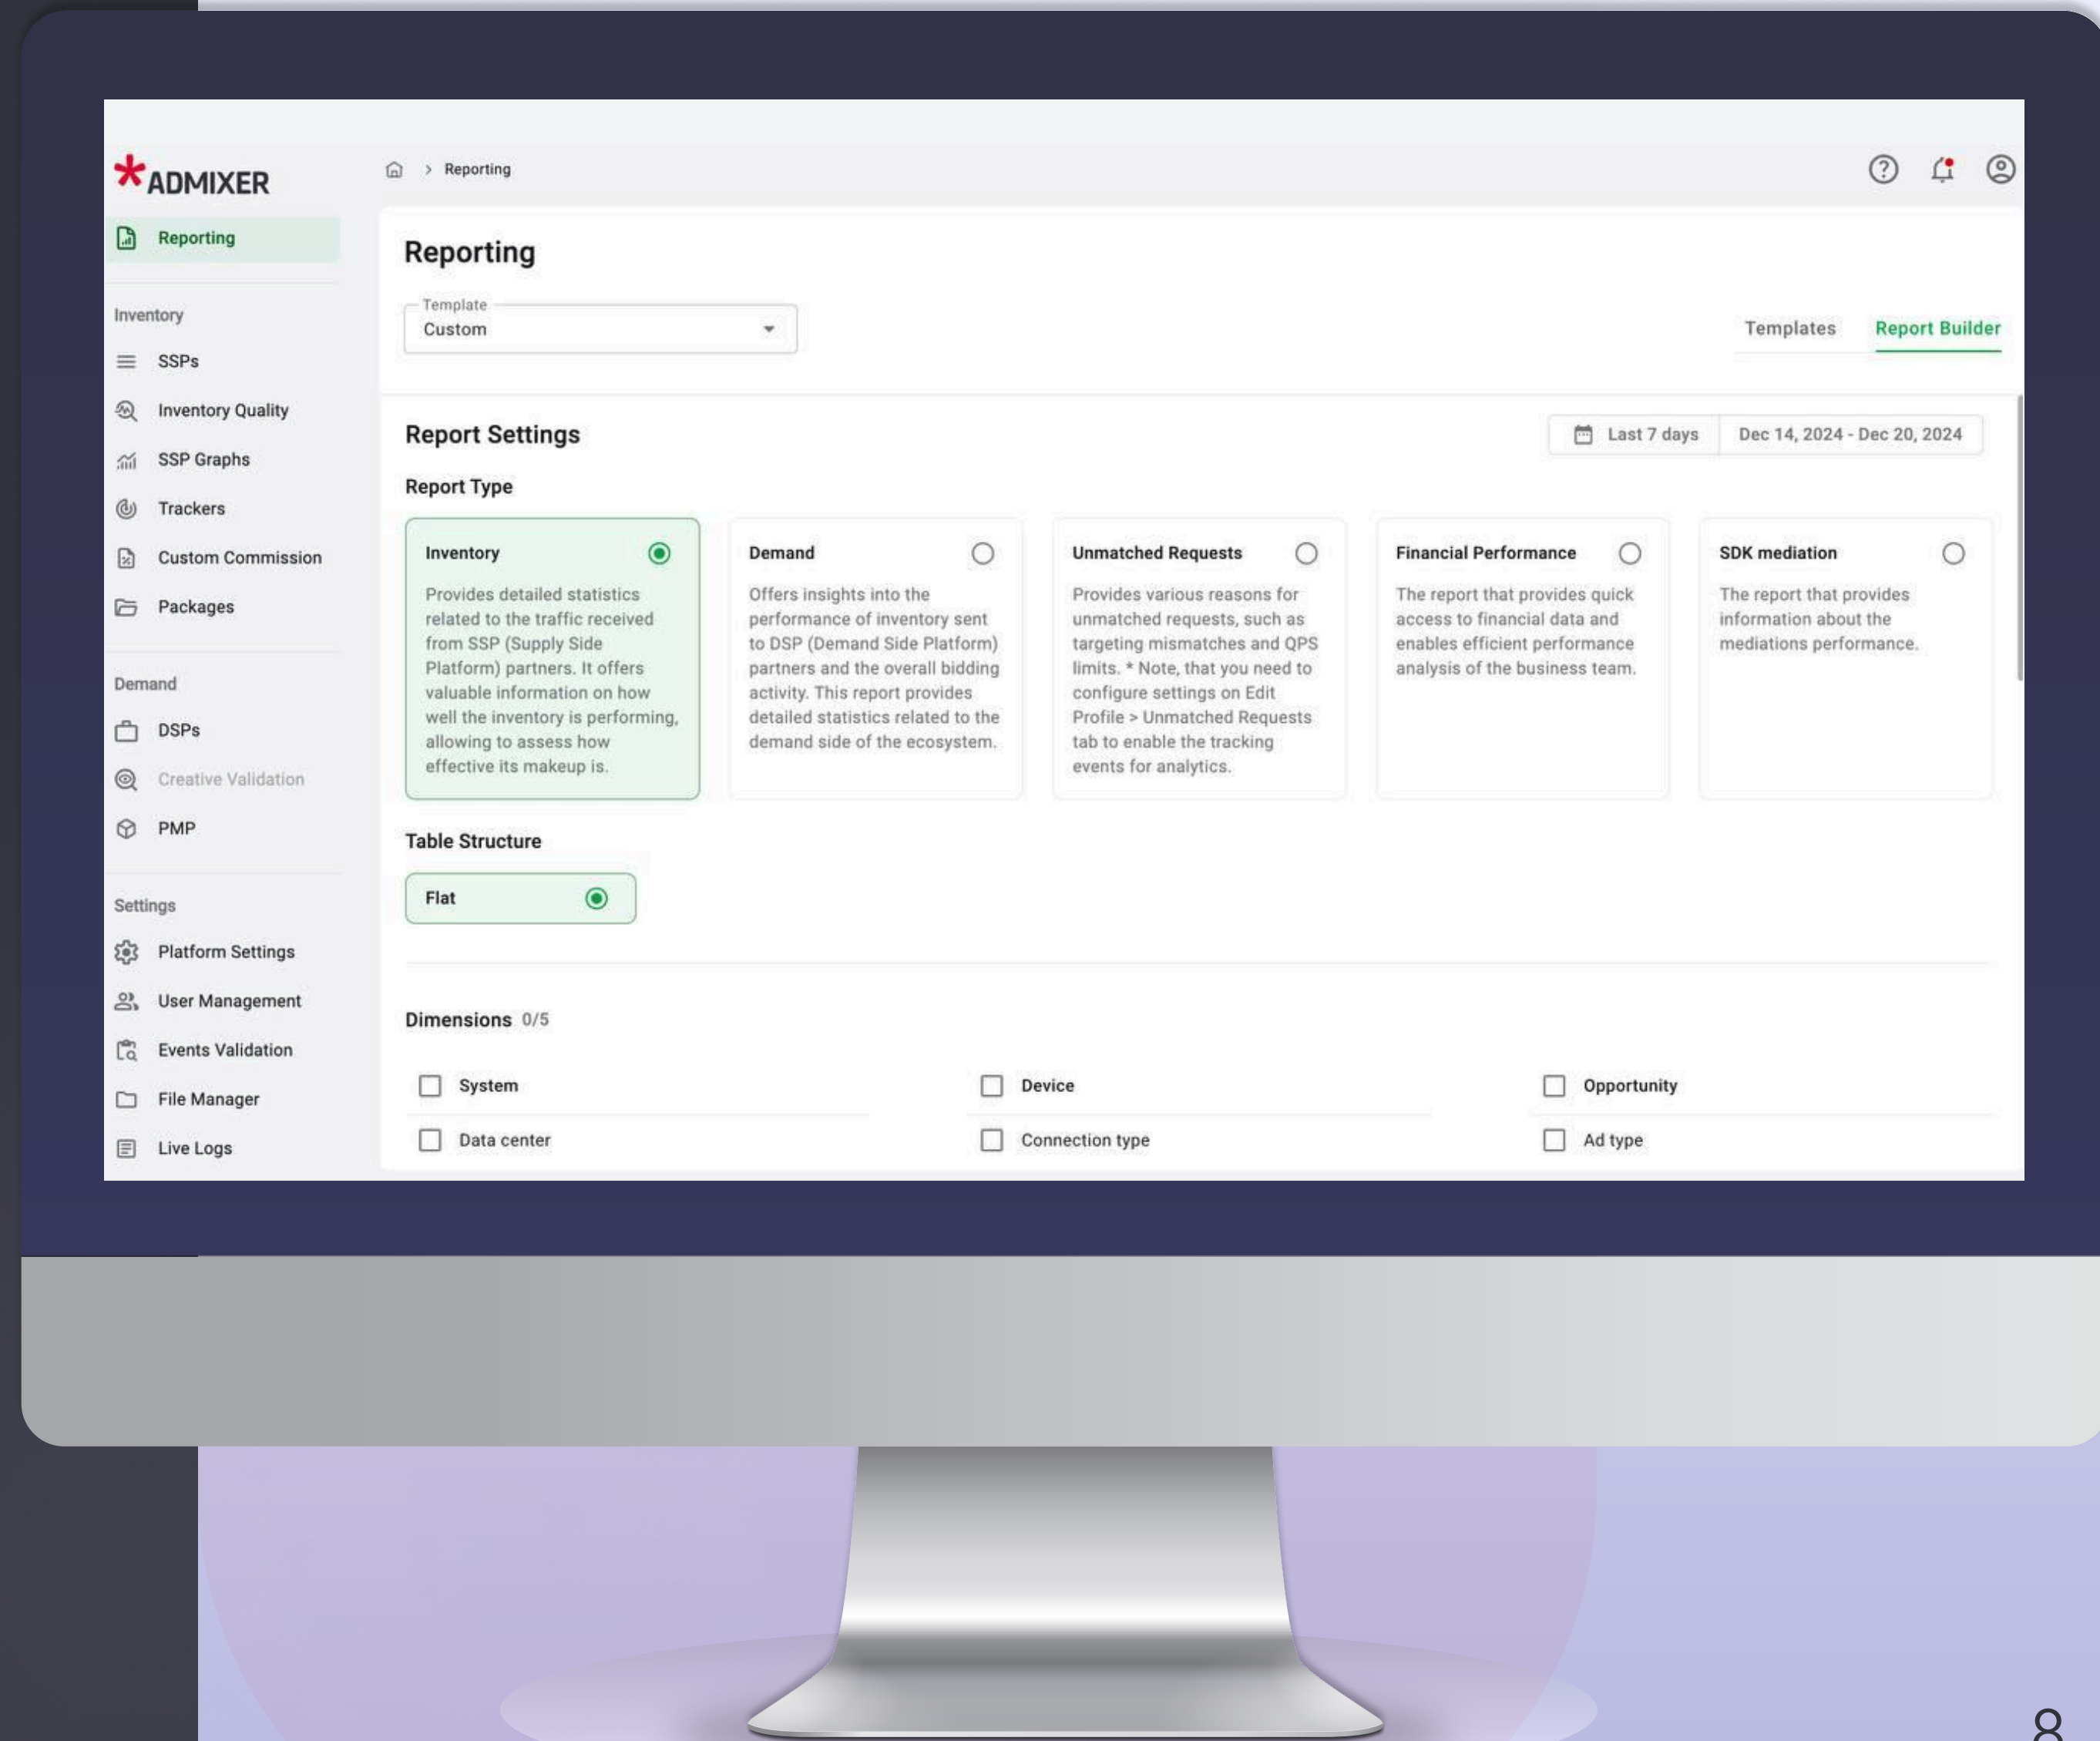 ADMIXER
> Reporting
Reporting
Inventory
SSPs
Inventory Quality
SSP Graphs
Trackers
Custom Commission
Packages
Demand
DSPs
Creative Validation
PMP
Settings
Platform Settings
User Management
Events Validation
File Manager
Live Logs
Reporting
Template
Custom
Templates Report Builder
Report Settings
Last 7 days Dec 14, 2024 - Dec 20, 2024
Report Type
Inventory
Provides detailed statistics
related to the traffic received
from SSP (Supply Side
Platform) partners. It offers
valuable information on how
well the inventory is performing,
allowing to assess how
effective its makeup is.
Demand
Offers insights into the
performance of inventory sent
to DSP (Demand Side Platform)
partners and the overall bidding
activity. This report provides
detailed statistics related to the
demand side of the ecosystem.
Unmatched Requests
Provides various reasons for
unmatched requests, such as
targeting mismatches and QPS
limits. * Note, that you need to
configure settings on Edit
Profile > Unmatched Requests
tab to enable the tracking
events for analytics.
Financial Performance
The report that provides quick
access to financial data and
enables efficient performance
analysis of the business team.
SDK mediation
The report that provides
information about the
mediations performance.
Table Structure
Flat
Dimensions 0/5
System Device Opportunity
Data center Connection type Ad type
8